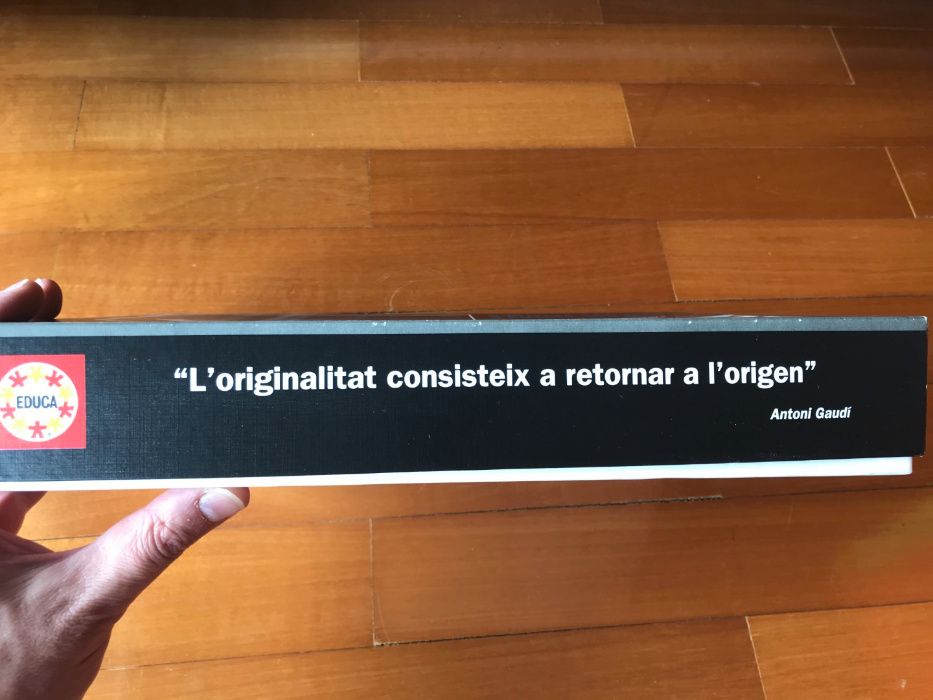 “L’originalitat consisteix a retornar a l’origen”
Antoni Gaudí
EDUCA